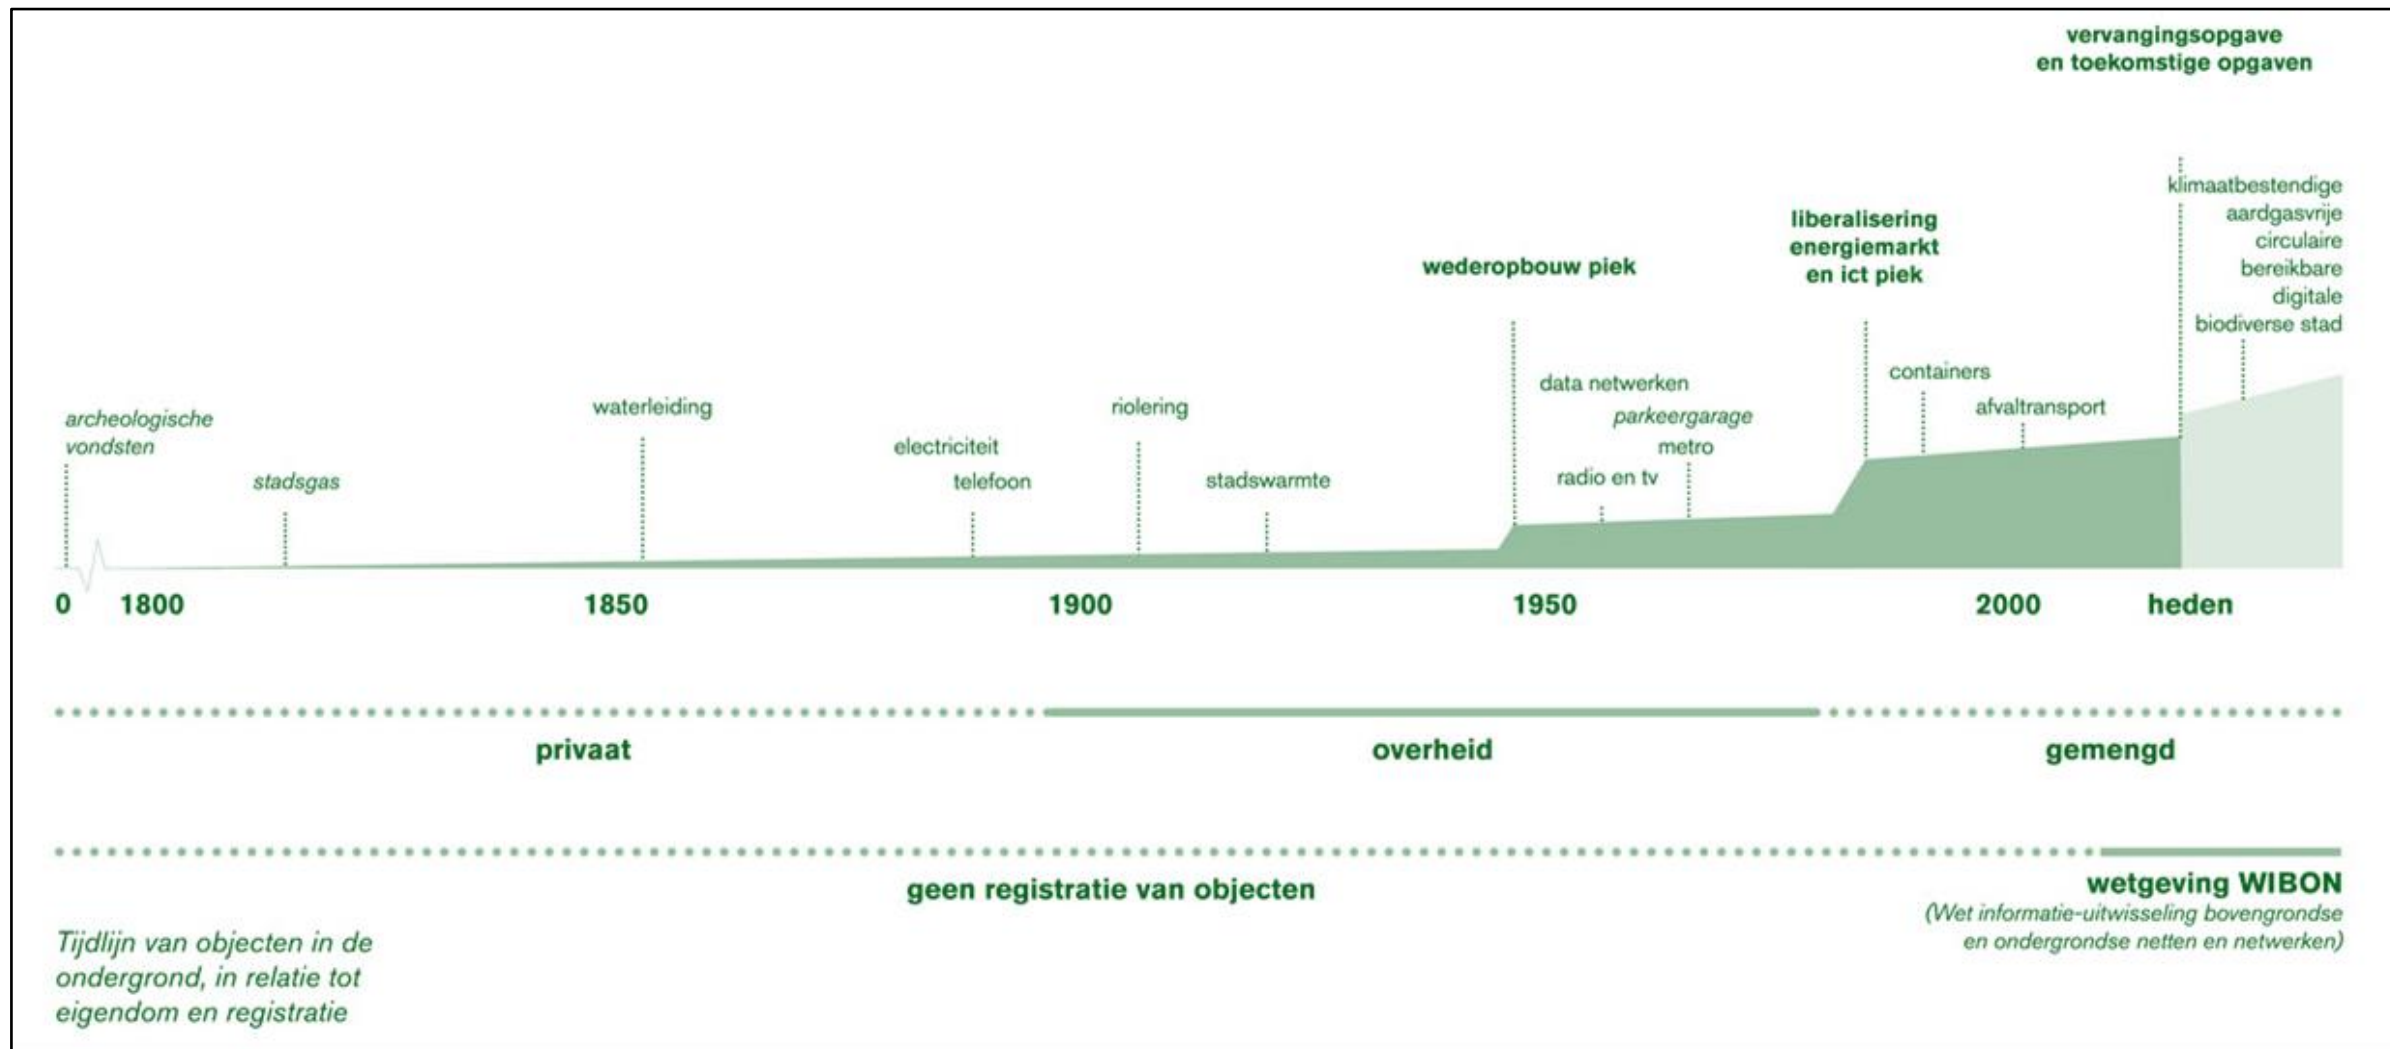 vervangingsopgave
en toekomstige opgaven
klimaatbestendige
aardgasvrije
circulaire
bereikbare
digitale
biodiverse stad
liberalisering
energiemarkt
en ict piek
wederopbouw piek
containers
afvaltransport
data netwerken
parkeergarage
metro
radio en tv
archeologische
vondsten
stadsgas
waterleiding
electriciteit
telefoon
riolering
stadswarmte
0 1800 1850 1900 1950 2000 heden
privaat overheid gemengd
geen registratie van objecten
wetgeving WIBON
(Wet informatie-uitwisseling bovengrondse
en ondergrondse netten en netwerken)
Tijdlijn van objecten in de
ondergrond, in relatie tot
eigendom en registratie